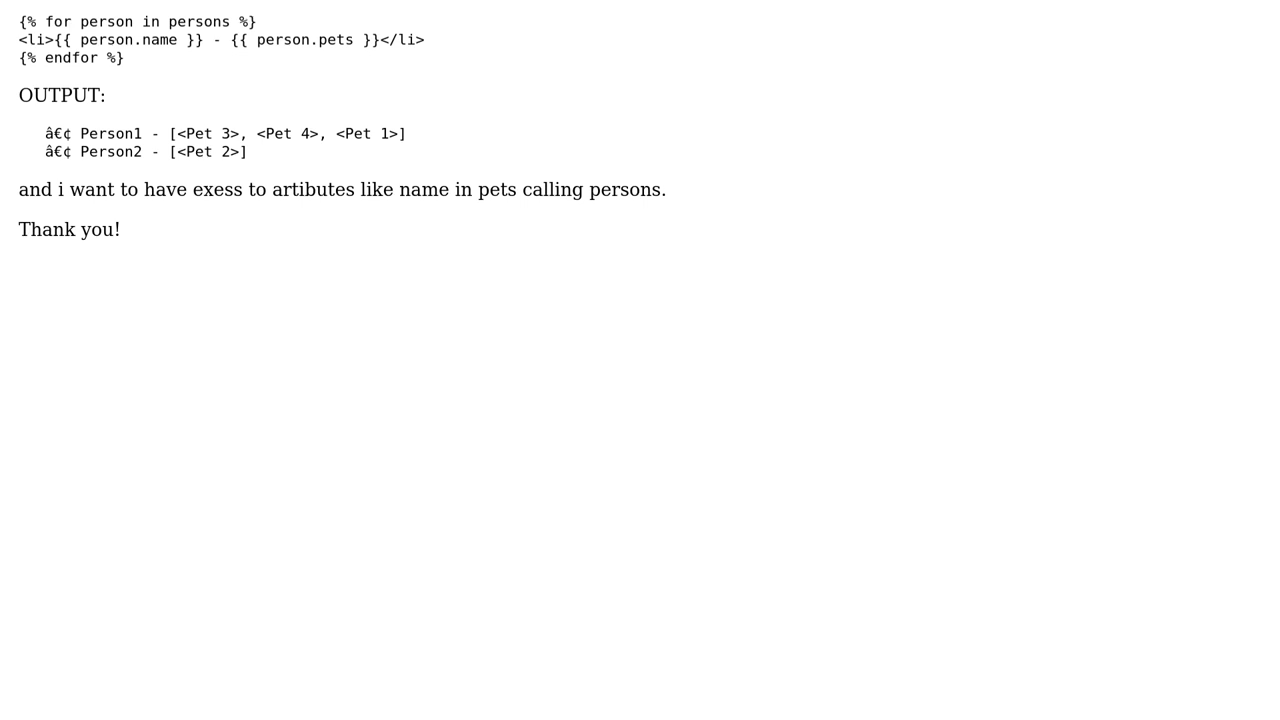 {% for person in persons %}
<li>{{ person.name }} - {{ person.pets }}</li>
{% endfor %}
OUTPUT:
â€¢ Person1 - [<Pet 3>, <Pet 4>, <Pet 1>]
â€¢ Person2 - [<Pet 2>]
and i want to have exess to artibutes like name in pets calling persons.
Thank you!